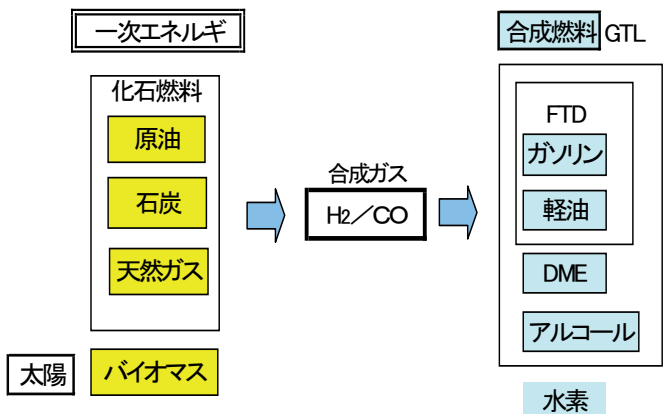 一次エネルギ
化石燃料
原油
石炭
天然ガス
太陽
バイオマス
合成ガス
H2／CO
合成燃料 GTL
FTD
ガソリン
軽油
DME
アルコール
水素